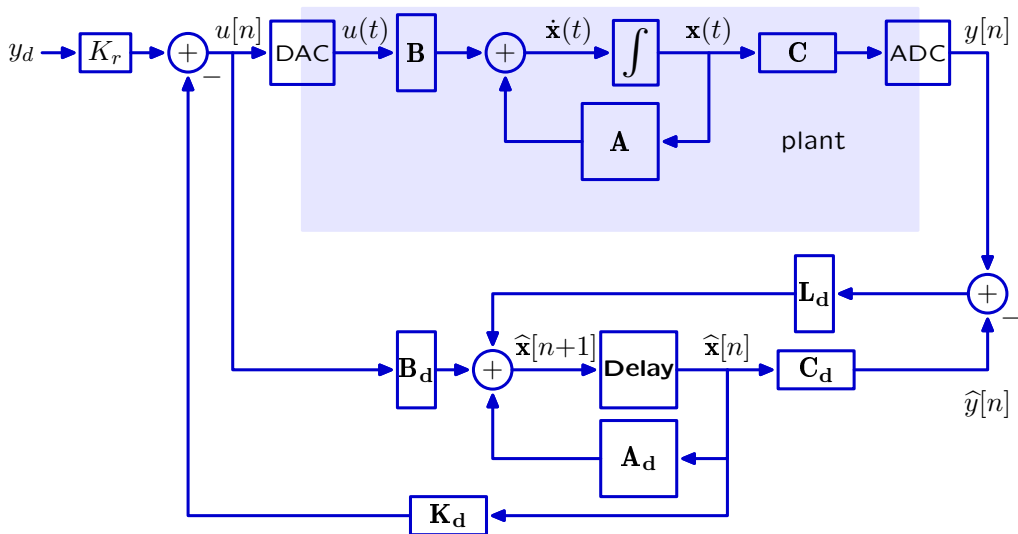 y_d K_r + − u[n] DAC u(t) B + ẋ(t) ∫ x(t) C ADC y[n]
A plant
L_d + −
B_d + x̂[n+1] Delay x̂[n] C_d
ŷ[n]
A_d
K_d